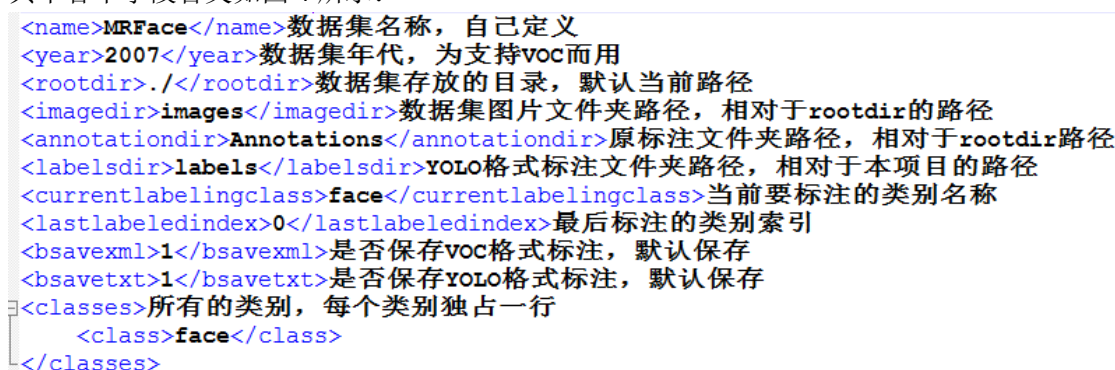 <name>MRFace</name>数据集名称，自己定义
<year>2007</year>数据集年代，为支持VOC而用
<rootdir>./</rootdir>数据集存放的目录，默认当前路径
<imagedir>images</imagedir>数据集图片文件夹路径，相对于rootdir的路径
<annotationdir>Annotations</annotationdir>原标注文件夹路径，相对于rootdir路径
<labelsdir>labels</labelsdir>YOLO格式标注文件夹路径，相对于本项目的路径
<currentlabelingclass>face</currentlabelingclass>当前要标注的类别名称
<lastlabeledindex>0</lastlabeledindex>最后标注的类别索引
<bsavexml>1</bsavexml>是否保存VOC格式标注，默认保存
<bsavetxt>1</bsavetxt>是否保存YOLO格式标注，默认保存
<classes>所有的类别，每个类别独占一行
<class>face</class>
</classes>